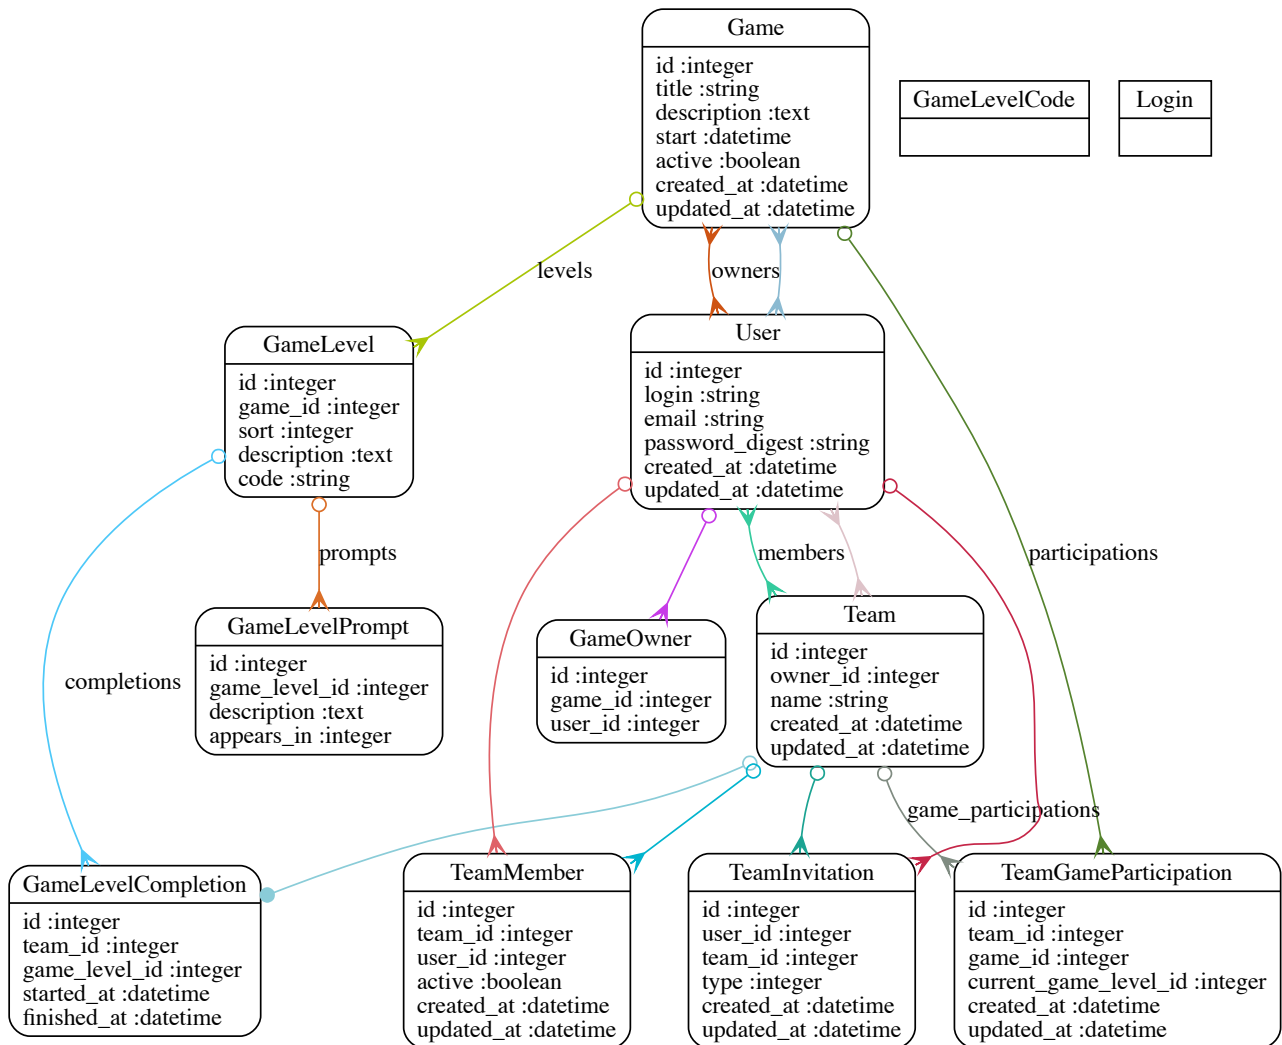 Game
id :integer
title :string
description :text
start :datetime
active :boolean
created_at :datetime
updated_at :datetime
GameLevelCode
Login
levels
owners
GameLevel
id :integer
game_id :integer
sort :integer
description :text
code :string
User
id :integer
login :string
email :string
password_digest :string
created_at :datetime
updated_at :datetime
prompts
members
participations
GameLevelPrompt
id :integer
game_level_id :integer
description :text
appears_in :integer
GameOwner
id :integer
game_id :integer
user_id :integer
Team
id :integer
owner_id :integer
name :string
created_at :datetime
updated_at :datetime
completions
game_participations
GameLevelCompletion
id :integer
team_id :integer
game_level_id :integer
started_at :datetime
finished_at :datetime
TeamMember
id :integer
team_id :integer
user_id :integer
active :boolean
created_at :datetime
updated_at :datetime
TeamInvitation
id :integer
user_id :integer
team_id :integer
type :integer
created_at :datetime
updated_at :datetime
TeamGameParticipation
id :integer
team_id :integer
game_id :integer
current_game_level_id :integer
created_at :datetime
updated_at :datetime